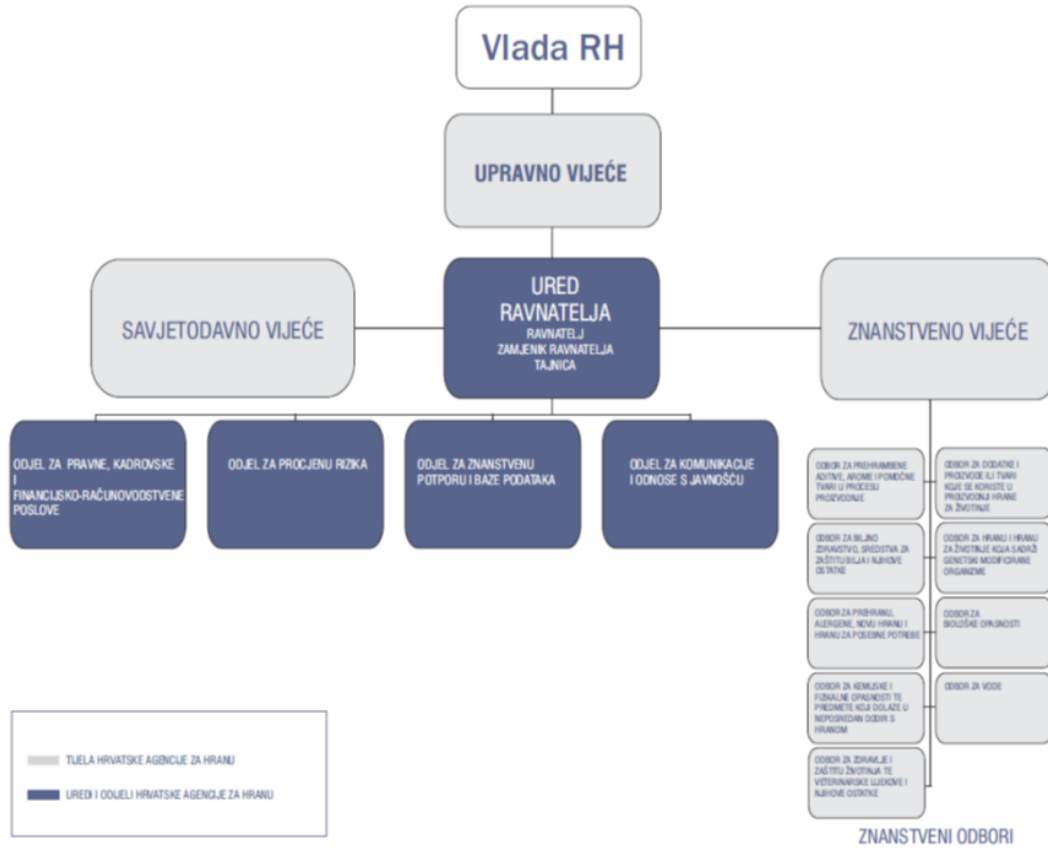 Vlada RH
UPRAVNO VIJEĆE
SAVJETODAVNO VIJEĆE
URED
RAVNATELJA
RAVNATELJ
ZAMJENIK RAVNATELJA
TAJNICA
ZNANSTVENO VIJEĆE
ODJEL ZA PRAVNE, KADROVSKE
I
FINANCIJSKO-RAČUNOVODSTVENE
POSLOVE
ODJEL ZA PROCJENU RIZIKA
ODJEL ZA ZNANSTVENU
POTPORU I BAZE PODATAKA
ODJEL ZA KOMUNIKACIJE
I ODNOSE S JAVNOŠĆU
ODBOR ZA PREHRAMBENE
ADITIVE, AROME I POMOĆNE
TVARI U PROCESU
PROIZVODNJE
ODBOR ZA DODATKE I
PROIZVODE ILI TVARI
KOJE SE KORISTE U
PROIZVODNJI HRANE
ZA ŽIVOTINJE
ODBOR ZA BILJNO
ZDRAVSTVO, SREDSTVA ZA
ZAŠTITU BILJA I NJIHOVE
OSTATKE
ODBOR ZA HRANU I HRANU
ZA ŽIVOTINJE KOJA SADRŽI
GENETSKI MODIFICIRANE
ORGANIZME
ODBOR ZA PREHRANU,
ALERGENE, NOVU HRANU I
HRANU ZA POSEBNE POTREBE
ODBOR ZA
BIOLOŠKE OPASNOSTI
ODBOR ZA KEMIJSKE I
FIZIKALNE OPASNOSTI TE
PREDMETE KOJI DOLAZE U
NEPOSREDAN DODIR S
HRANOM
ODBOR ZA VODE
ODBOR ZA ZDRAVLJE I
ZAŠTITU ŽIVOTINJA TE
VETERINARSKE LIJEKOVE I
NJIHOVE OSTATKE
ZNANSTVENI ODBORI
TIJELA HRVATSKE AGENCIJE ZA HRANU
UREDI I ODJELI HRVATSKE AGENCIJE ZA HRANU